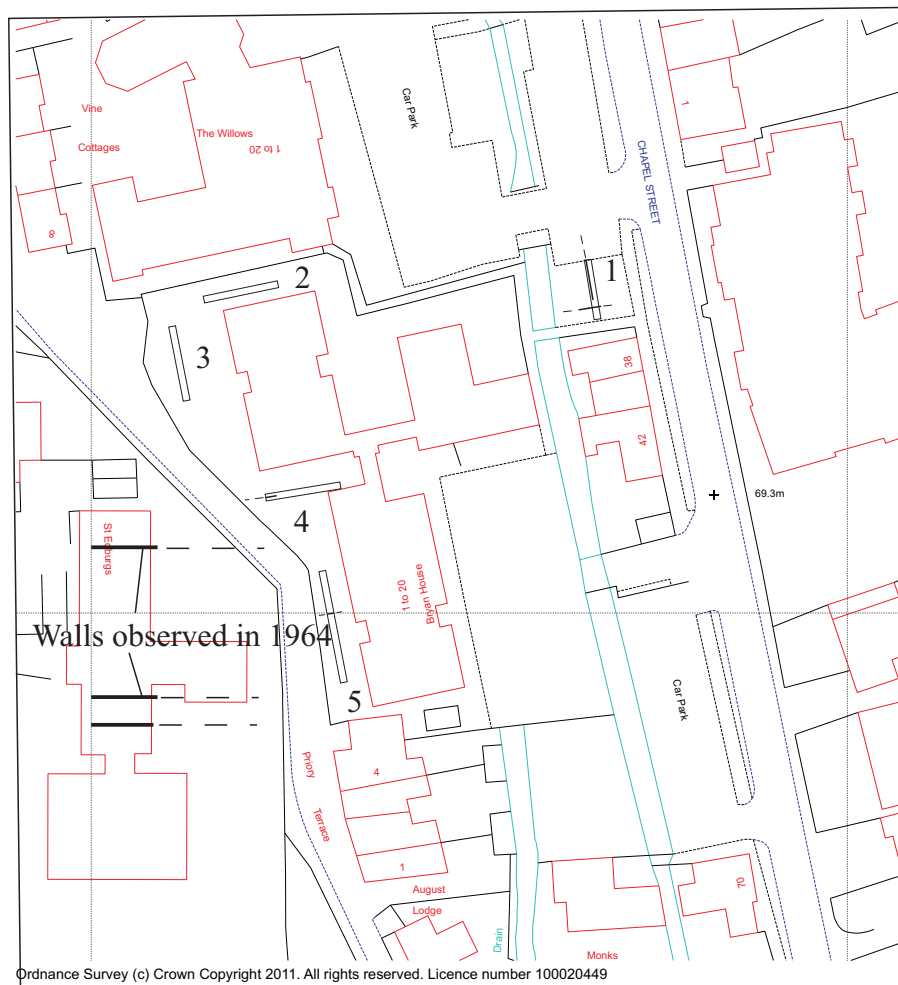 Vine
Cottages
8
The Willows
1 to 20
Car Park
CHAPEL STREET
1
1
2
3
38
42
69.3m
4
St Edburgs
Walls observed in 1964
1 to 20
Bryan House
5
Car Park
Priory
Terrace
4
1
August
Lodge
Drain
70
Monks
Ordnance Survey (c) Crown Copyright 2011. All rights reserved. Licence number 100020449